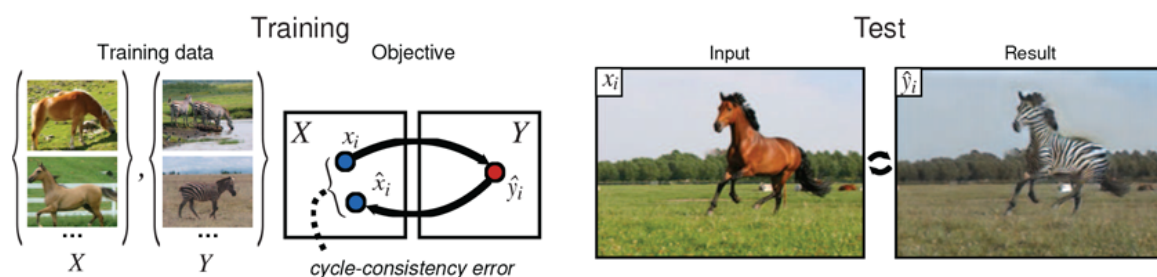 Training
Training data
Objective
X
Y
x_i
x̂_i
ŷ_i
,
...
...
X
Y
cycle-consistency error
Test
Input
Result
x_i
ŷ_i